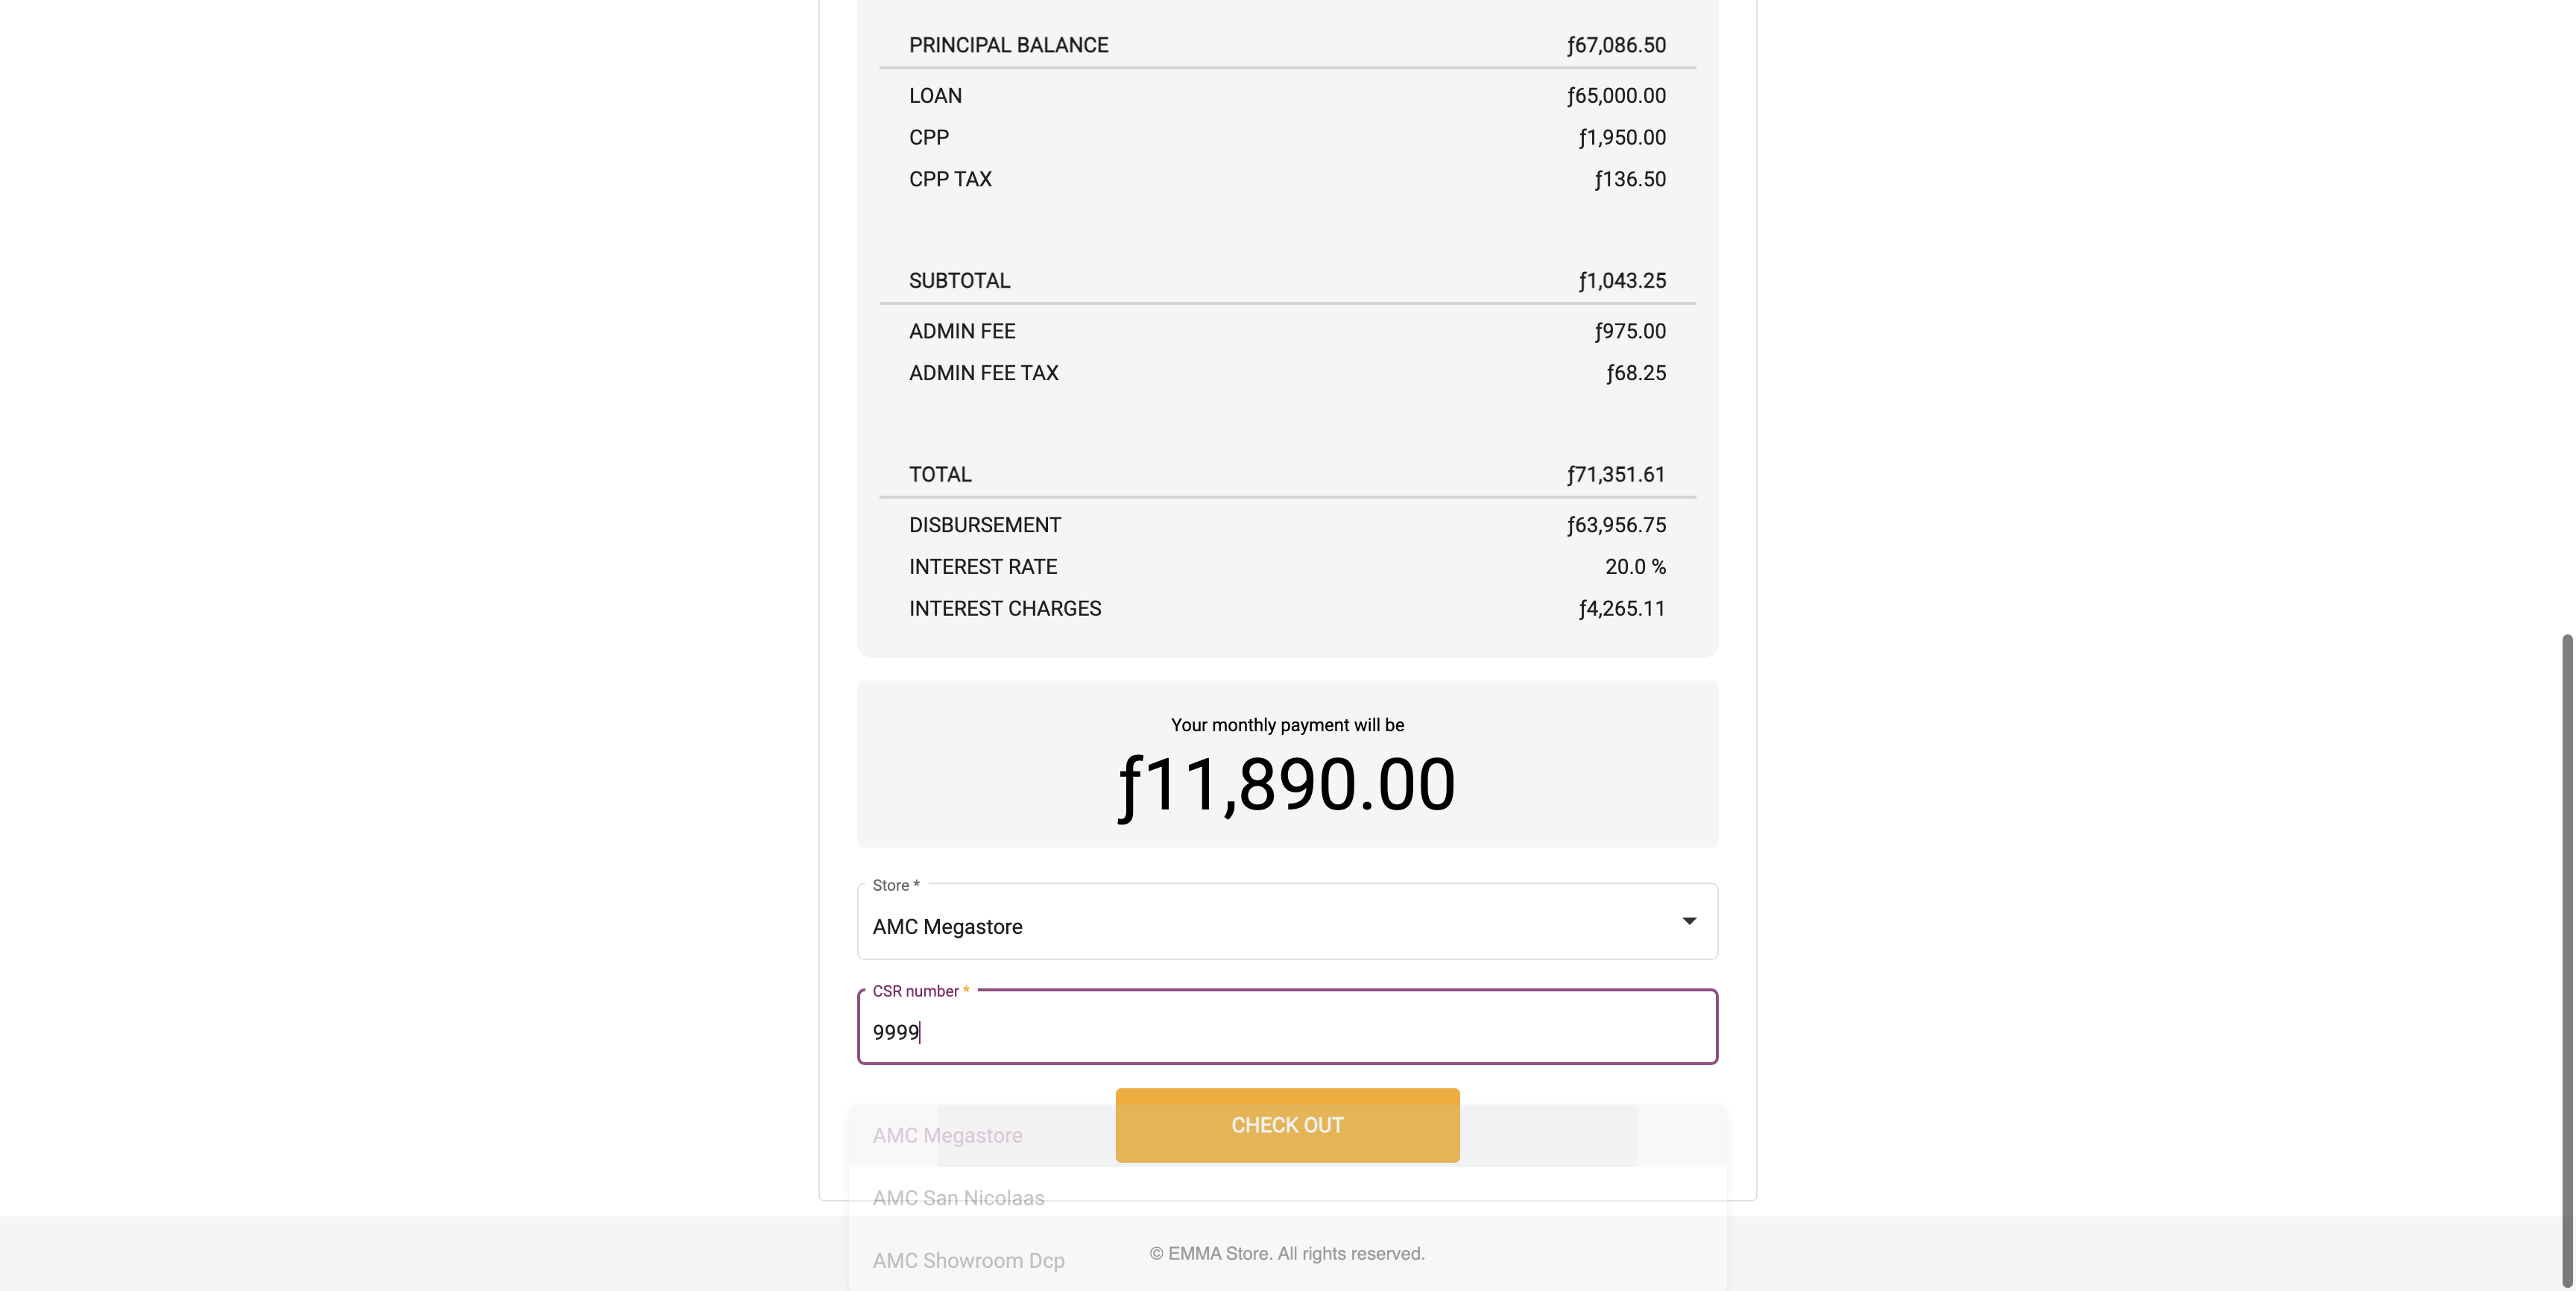 PRINCIPAL BALANCE ƒ67,086.50
LOAN ƒ65,000.00
CPP ƒ1,950.00
CPP TAX ƒ136.50
SUBTOTAL ƒ1,043.25
ADMIN FEE ƒ975.00
ADMIN FEE TAX ƒ68.25
TOTAL ƒ71,351.61
DISBURSEMENT ƒ63,956.75
INTEREST RATE 20.0 %
INTEREST CHARGES ƒ4,265.11
Your monthly payment will be
ƒ11,890.00
Store *
AMC Megastore
CSR number *
9999
CHECK OUT
AMC Megastore
AMC San Nicolaas
AMC Showroom Dcp
© EMMA Store. All rights reserved.